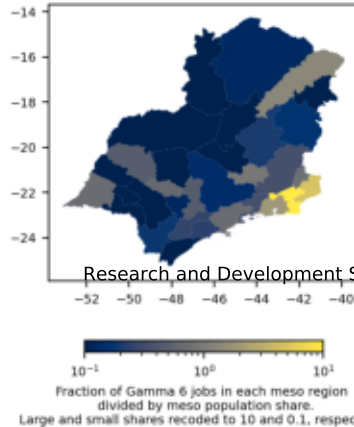 −14
−16
−18
−20
−22
−24
Research and Development S
−52 −50 −48 −46 −44 −42 −40
10⁻¹ 10⁰ 10¹
Fraction of Gamma 6 jobs in each meso region
divided by meso population share.
Large and small shares recoded to 10 and 0.1, respec